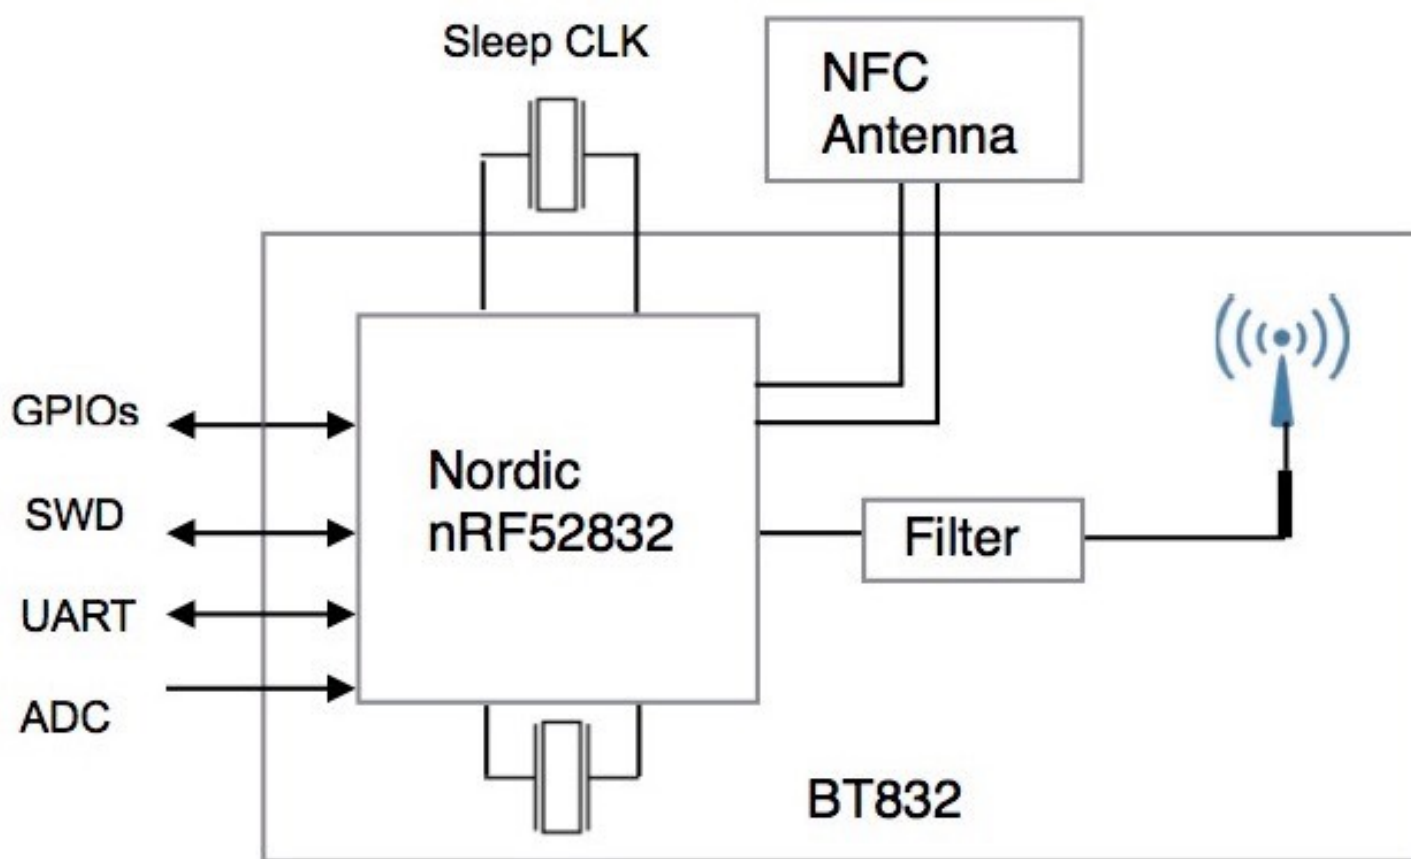 Sleep CLK
NFC
Antenna
GPIOs
SWD
UART
ADC
Nordic
nRF52832
Filter
BT832